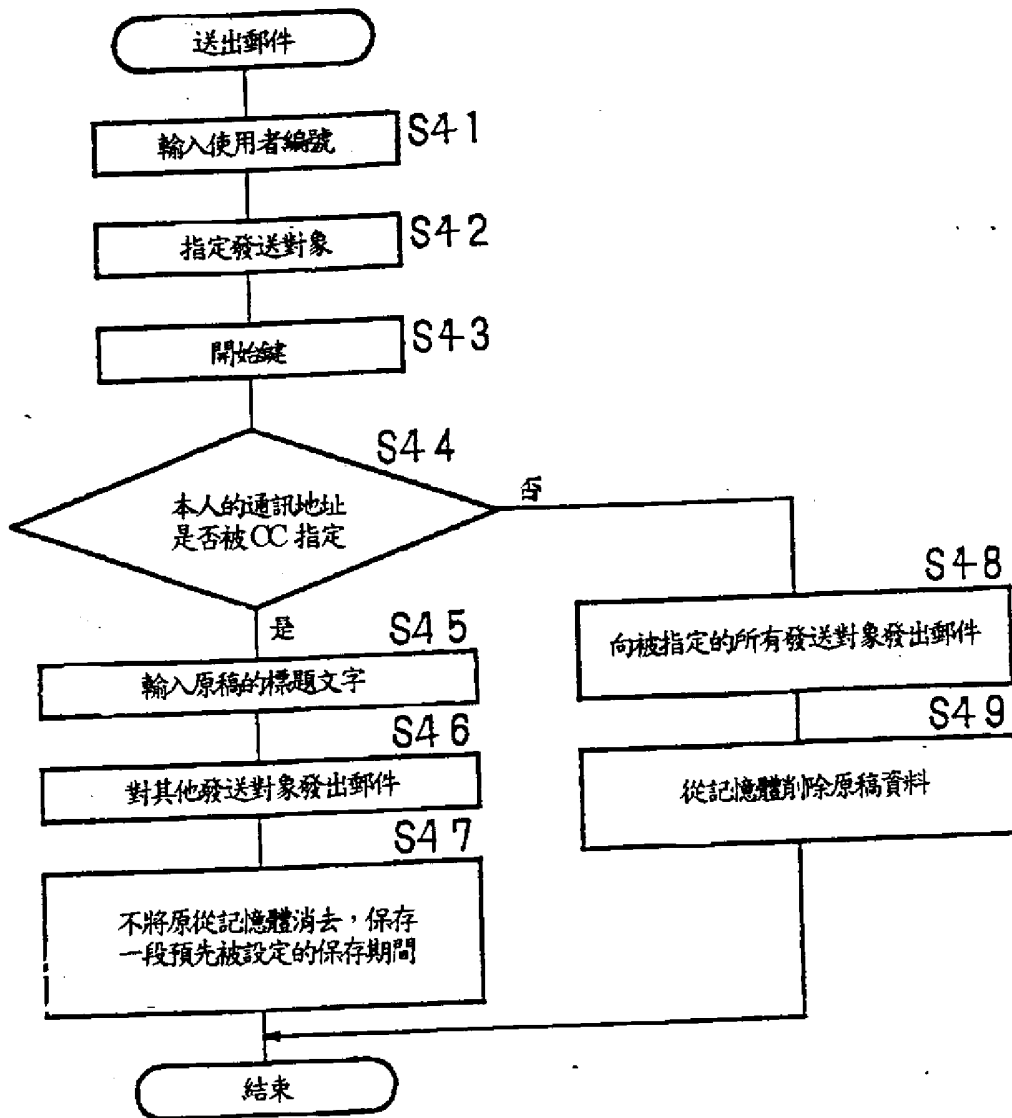 送出郵件
輸入使用者編號
S41
指定發送對象
S42
開始鍵
S43
S44
本人的通訊地址
是否被CC指定
否
是
S45
輸入原稿的標題文字
S46
對其他發送對象發出郵件
S47
不將原從記憶體消去，保存
一段預先被設定的保存期間
S48
向被指定的所有發送對象發出郵件
S49
從記憶體削除原稿資料
結束